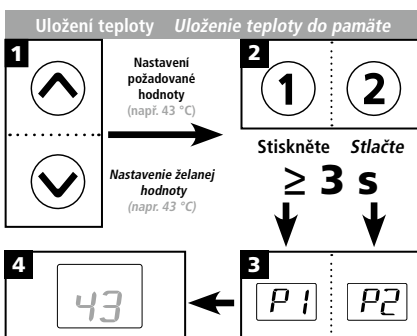 Uložení teploty Uloženie teploty do pamäte
1
Nastavení
požadované
hodnoty
(např. 43 °C)
Nastavenie želanej
hodnoty
(napr. 43 °C)
2
1 2
Stiskněte Stlačte
≥ 3 s
3
P1 P2
4
43